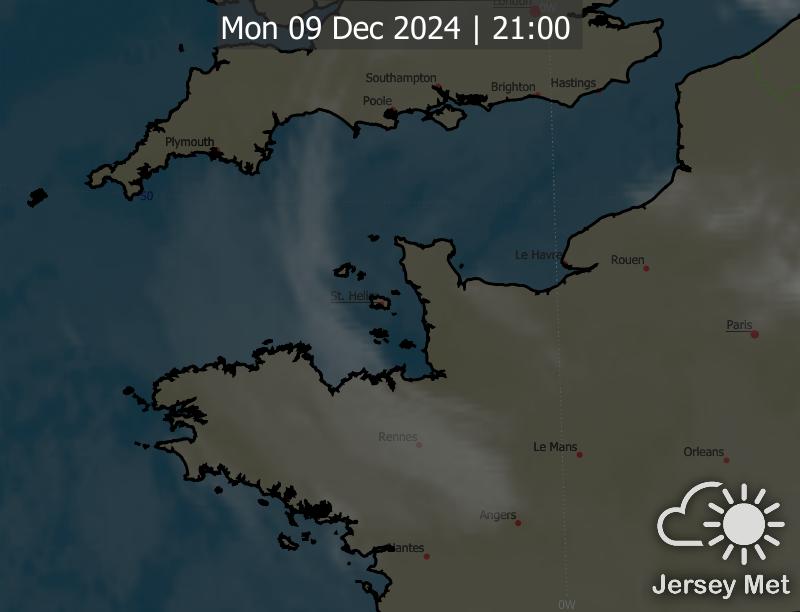 London
0W
Mon 09 Dec 2024 | 21:00
Southampton
Brighton
Hastings
Poole
Plymouth
50
Le Havre
Rouen
St. Helier
Paris
Rennes
Le Mans
Orleans
Angers
Nantes
Jersey Met
0W